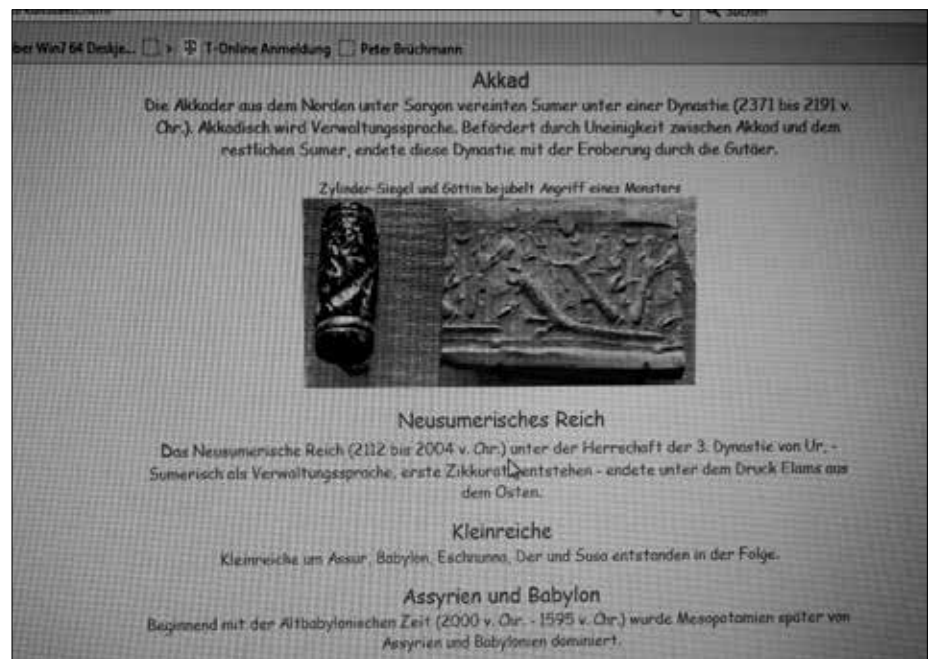 Suchen
ber Win7 64 Deskje... T-Online Anmeldung Peter Brüchmann
Akkad
Die Akkader aus dem Norden unter Sargon vereinten Sumer unter einer Dynastie (2371 bis 2191 v.
Chr.). Akkadisch wird Verwaltungssprache. Befördert durch Uneinigkeit zwischen Akkad und dem
restlichen Sumer, endete diese Dynastie mit der Eroberung durch die Gutäer.
Zylinder-Siegel und Göttin bejubelt Angriff eines Monsters
Neusumerisches Reich
Das Neusumerische Reich (2112 bis 2004 v. Chr.) unter der Herrschaft der 3. Dynastie von Ur, -
Sumerisch als Verwaltungssprache, erste Zikkurat entstehen - endete unter dem Druck Elams aus
dem Osten.
Kleinreiche
Kleinreiche um Assur, Babylon, Eschnunna, Der und Susa entstanden in der Folge.
Assyrien und Babylon
Beginnend mit der Altbabylonischen Zeit (2000 v. Chr. - 1595 v. Chr.) wurde Mesopotamien später von
Assyrien und Babylonien dominiert.